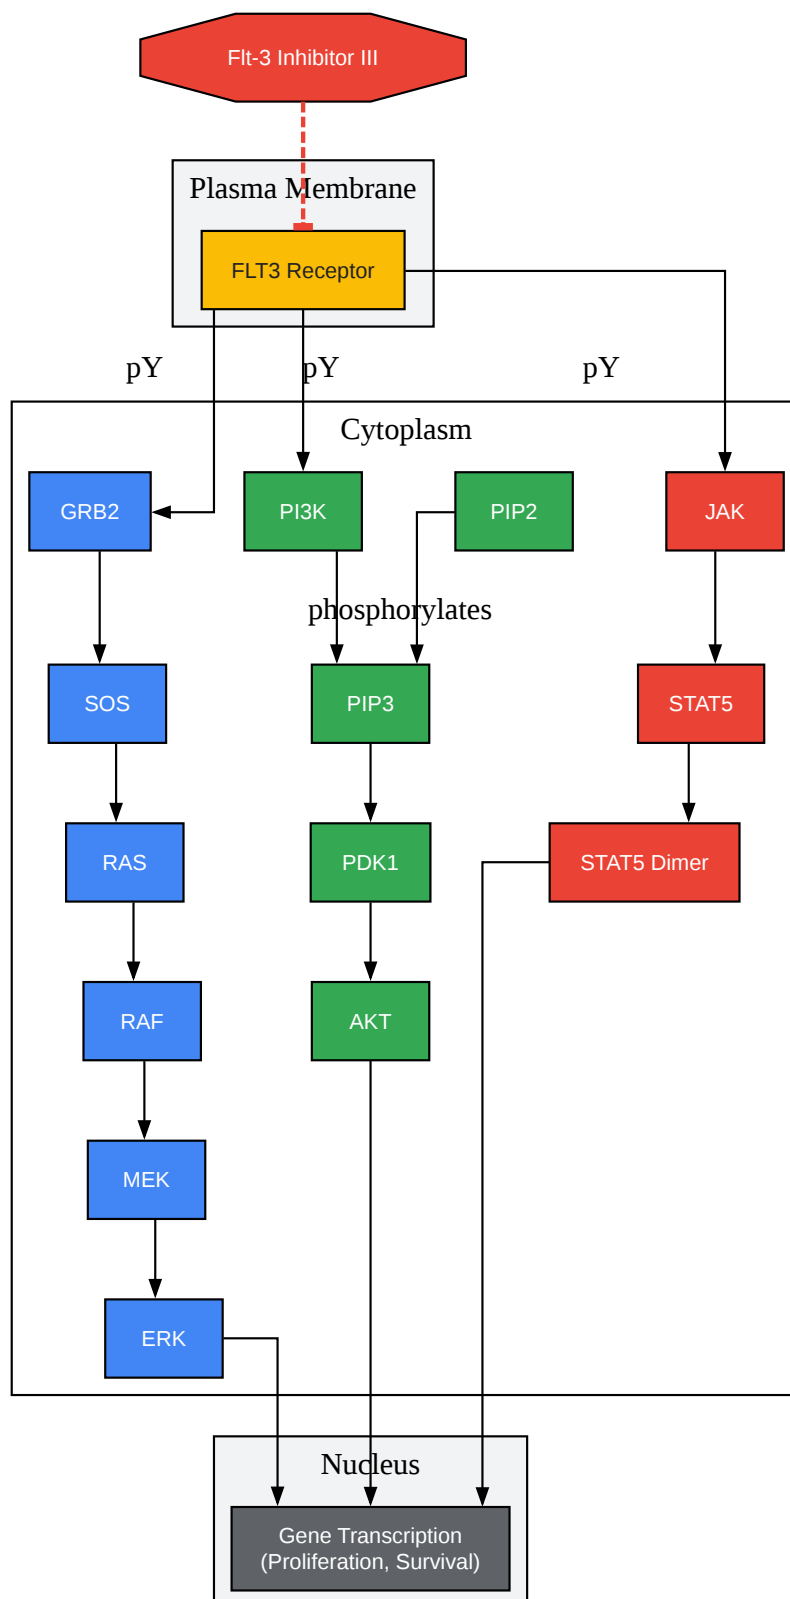 Flt-3 Inhibitor III
Plasma Membrane
FLT3 Receptor
pY
pY
pY
Cytoplasm
GRB2
PI3K
PIP2
JAK
phosphorylates
SOS
PIP3
STAT5
RAS
PDK1
STAT5 Dimer
RAF
AKT
MEK
ERK
Nucleus
Gene Transcription
(Proliferation, Survival)